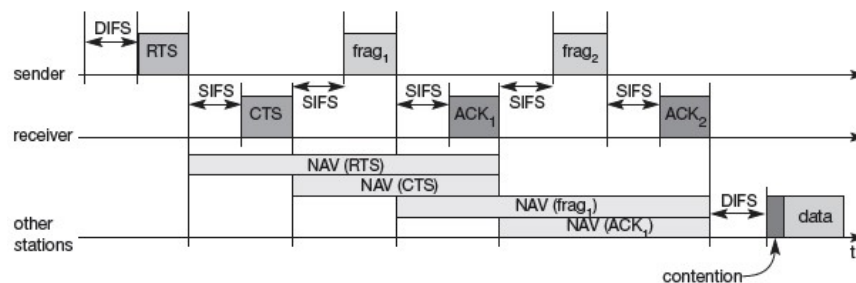 DIFS
RTS
frag₁
frag₂
sender
SIFS
SIFS
SIFS
SIFS
SIFS
CTS
ACK₁
ACK₂
receiver
NAV (RTS)
NAV (CTS)
NAV (frag₁)
NAV (ACK₁)
DIFS
data
other
stations
t
contention